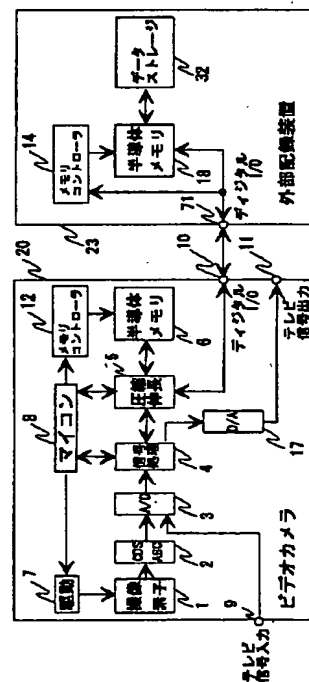 ビデオカメラ
20
駆動
7
マイコン
8
メモリコントローラ
12
撮像
素子
1
CDS
AGC
2
A/D
3
信号
処理
4
圧縮
伸長
5
半導体
メモリ
6
D/A
17
テレビ
信号入力
9
ディジタル
I/O
10
テレビ
信号出力
11
外部記録装置
23
メモリ
コントローラ
14
半導体
メモリ
18
データ
ストレージ
32
ディジタル
I/O
71